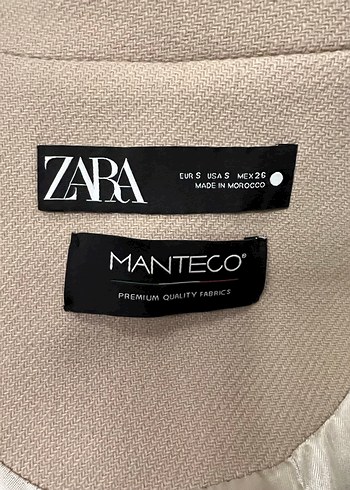 ZARA
EUR S USA S MEX 26
MADE IN MOROCCO
MANTECO®
PREMIUM QUALITY FABRICS